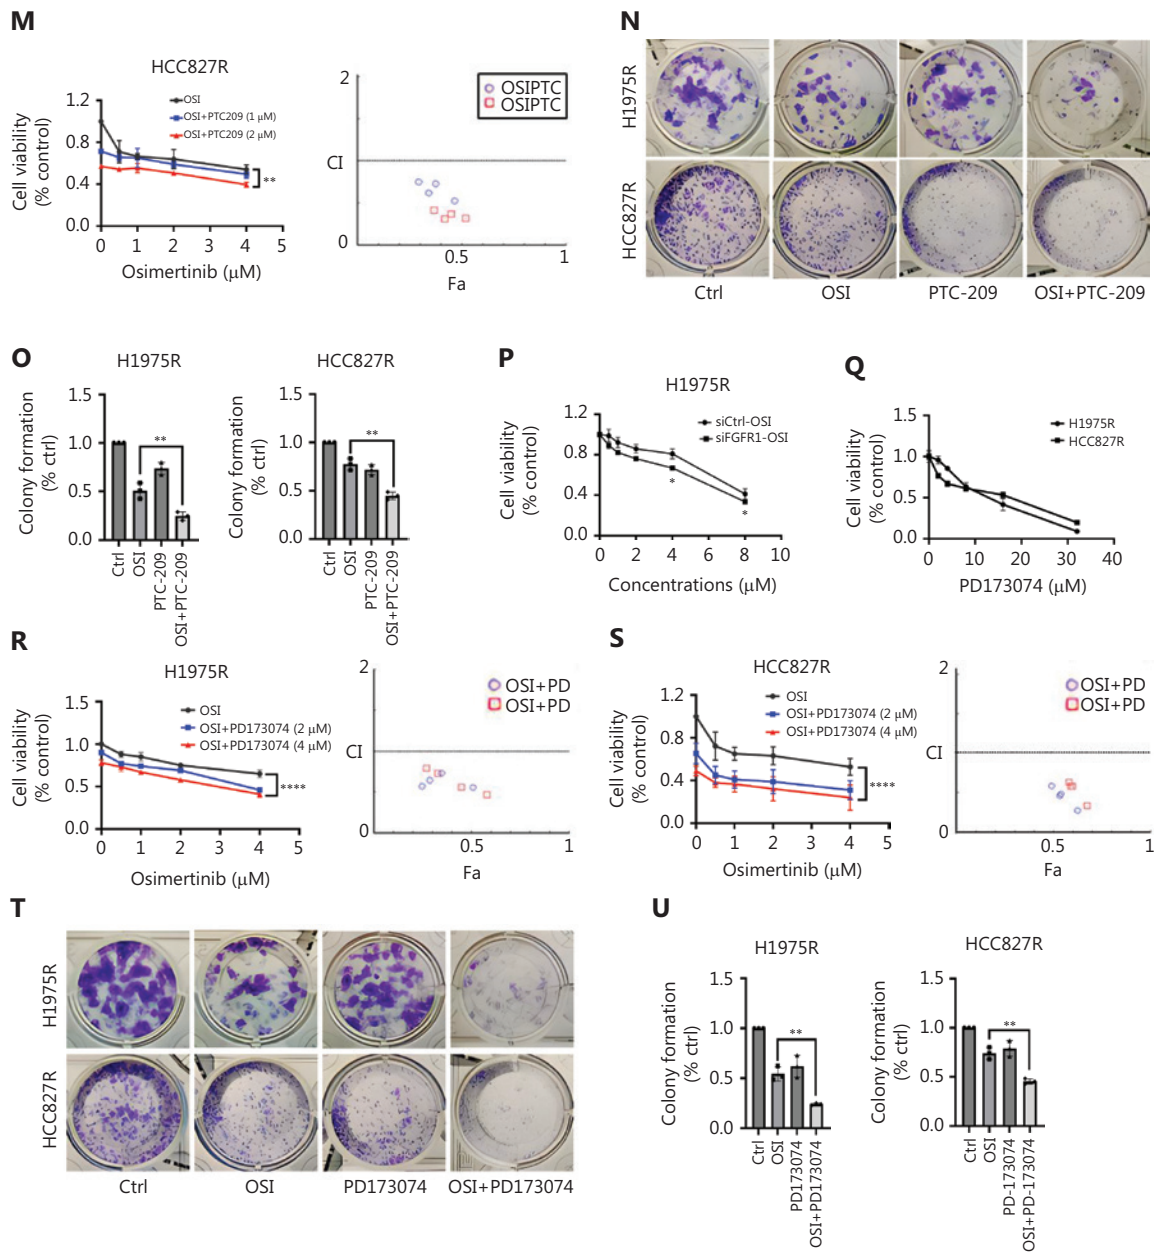 M
HCC827R
Cell viability
(% control)
1.2
0.8
0.4
0.0
OSI
OSI+PTC209 (1 μM)
OSI+PTC209 (2 μM)
**
0 1 2 3 4 5
Osimertinib (μM)
2
CI
0
OSIPTC
OSIPTC
0.5 1
Fa
N
H1975R
HCC827R
Ctrl OSI PTC-209 OSI+PTC-209
O
H1975R
Colony formation
(% ctrl)
1.5
1.0
0.5
0.0
**
Ctrl
OSI
PTC-209
OSI+PTC-209
HCC827R
Colony formation
(% ctrl)
1.5
1.0
0.5
0.0
**
Ctrl
OSI
PTC-209
OSI+PTC-209
P
H1975R
Cell viability
(% control)
1.2
0.8
0.4
0.0
siCtrl-OSI
siFGFR1-OSI
*
*
0 2 4 6 8 10
Concentrations (μM)
Q
Cell viability
(% control)
1.5
1.0
0.5
0.0
H1975R
HCC827R
0 10 20 30 40
PD173074 (μM)
R
H1975R
Cell viability
(% control)
1.5
1.0
0.5
0.0
OSI
OSI+PD173074 (2 μM)
OSI+PD173074 (4 μM)
****
0 1 2 3 4 5
Osimertinib (μM)
2
CI
0
OSI+PD
OSI+PD
0.5 1
Fa
S
HCC827R
Cell viability
(% control)
1.2
0.8
0.4
0.0
OSI
OSI+PD173074 (2 μM)
OSI+PD173074 (4 μM)
****
0 1 2 3 4 5
Osimertinib (μM)
2
CI
0
OSI+PD
OSI+PD
0.5 1
Fa
T
H1975R
HCC827R
Ctrl OSI PD173074 OSI+PD173074
U
H1975R
Colony formation
(% ctrl)
1.5
1.0
0.5
0.0
**
Ctrl
OSI
PD173074
OSI+PD173074
HCC827R
Colony formation
(% ctrl)
1.5
1.0
0.5
0.0
**
Ctrl
OSI
PD-173074
OSI+PD-173074